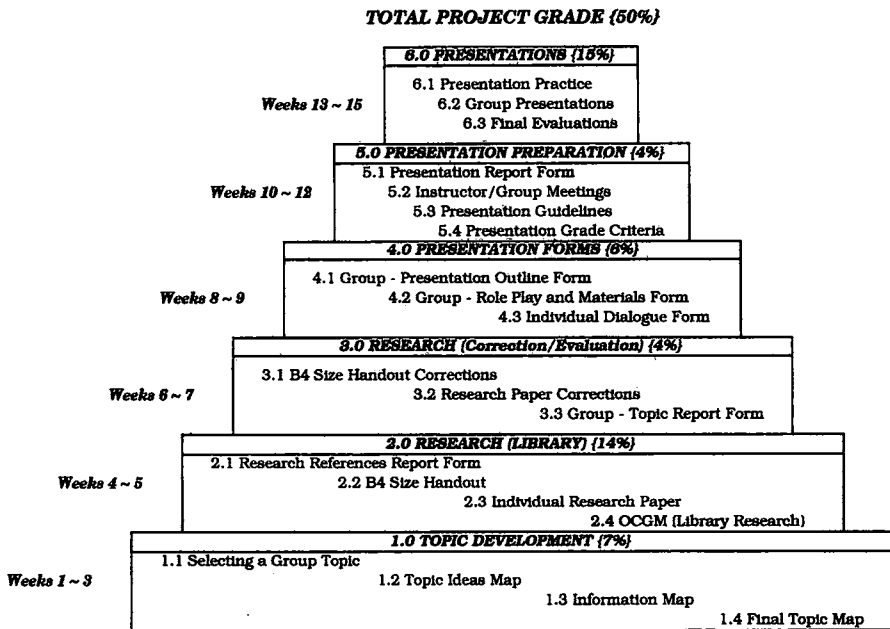 TOTAL PROJECT GRADE {50%}
6.0 PRESENTATIONS {15%}
6.1 Presentation Practice
Weeks 13 ~ 15
6.2 Group Presentations
6.3 Final Evaluations
5.0 PRESENTATION PREPARATION {4%}
5.1 Presentation Report Form
Weeks 10 ~ 12
5.2 Instructor/Group Meetings
5.3 Presentation Guidelines
5.4 Presentation Grade Criteria
4.0 PRESENTATION FORMS {6%}
4.1 Group - Presentation Outline Form
Weeks 8 ~ 9
4.2 Group - Role Play and Materials Form
4.3 Individual Dialogue Form
3.0 RESEARCH (Correction/Evaluation) {4%}
3.1 B4 Size Handout Corrections
Weeks 6 ~ 7
3.2 Research Paper Corrections
3.3 Group - Topic Report Form
2.0 RESEARCH (LIBRARY) {14%}
2.1 Research References Report Form
Weeks 4 ~ 5
2.2 B4 Size Handout
2.3 Individual Research Paper
2.4 OCGM (Library Research)
1.0 TOPIC DEVELOPMENT {7%}
1.1 Selecting a Group Topic
Weeks 1 ~ 3
1.2 Topic Ideas Map
1.3 Information Map
1.4 Final Topic Map